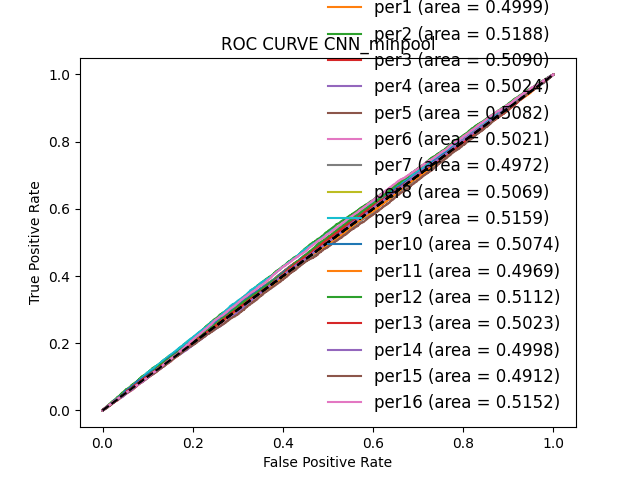 per1 (area = 0.4999)
per2 (area = 0.5188)
ROC CURVE CNN_minpool
per3 (area = 0.5090)
per4 (area = 0.5024)
per5 (area = 0.5082)
per6 (area = 0.5021)
per7 (area = 0.4972)
per8 (area = 0.5069)
per9 (area = 0.5159)
per10 (area = 0.5074)
per11 (area = 0.4969)
per12 (area = 0.5112)
per13 (area = 0.5023)
per14 (area = 0.4998)
per15 (area = 0.4912)
per16 (area = 0.5152)
True Positive Rate
1.0
0.8
0.6
0.4
0.2
0.0
0.0 0.2 0.4 0.6 0.8 1.0
False Positive Rate